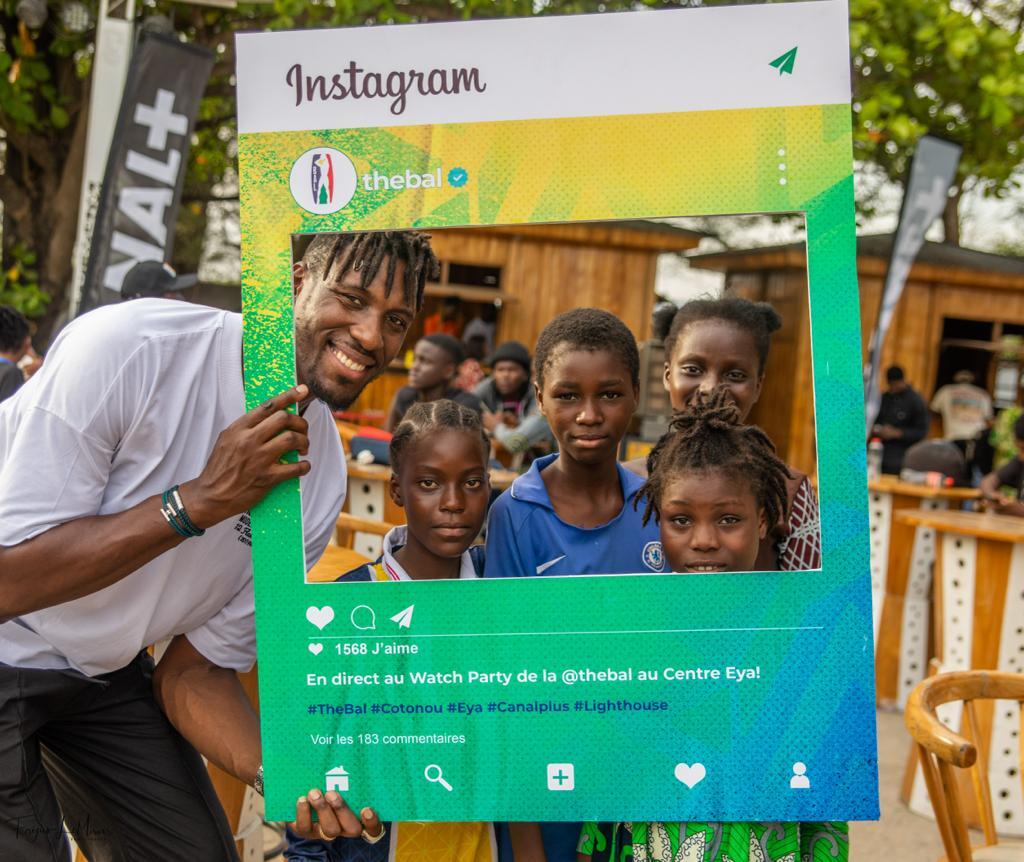 Instagram
NAL+
BAL
thebal
1568 J'aime
En direct au Watch Party de la @thebal au Centre Eya!
#TheBal #Cotonou #Eya #Canalplus #Lighthouse
Voir les 183 commentaires